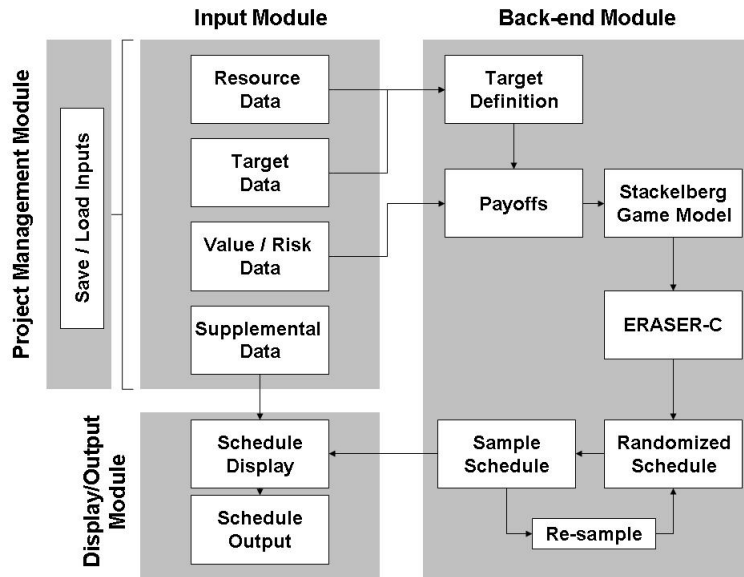 Input Module
Back-end Module
Project Management Module
Save / Load Inputs
Resource
Data
Target
Data
Value / Risk
Data
Supplemental
Data
Target
Definition
Payoffs
Stackelberg
Game Model
ERASER-C
Randomized
Schedule
Sample
Schedule
Re-sample
Display/Output
Module
Schedule
Display
Schedule
Output